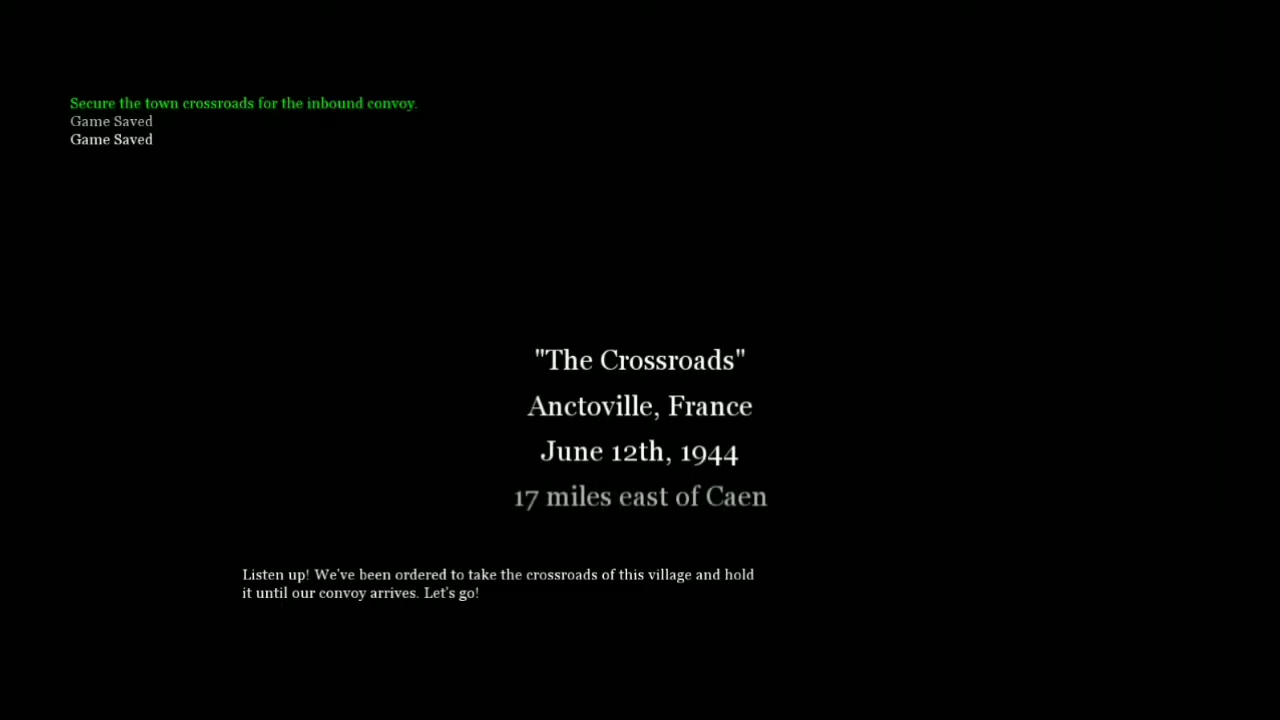 Secure the town crossroads for the inbound convoy.
Game Saved
Game Saved
"The Crossroads"
Anctoville, France
June 12th, 1944
17 miles east of Caen
Listen up! We've been ordered to take the crossroads of this village and hold
it until our convoy arrives. Let's go!